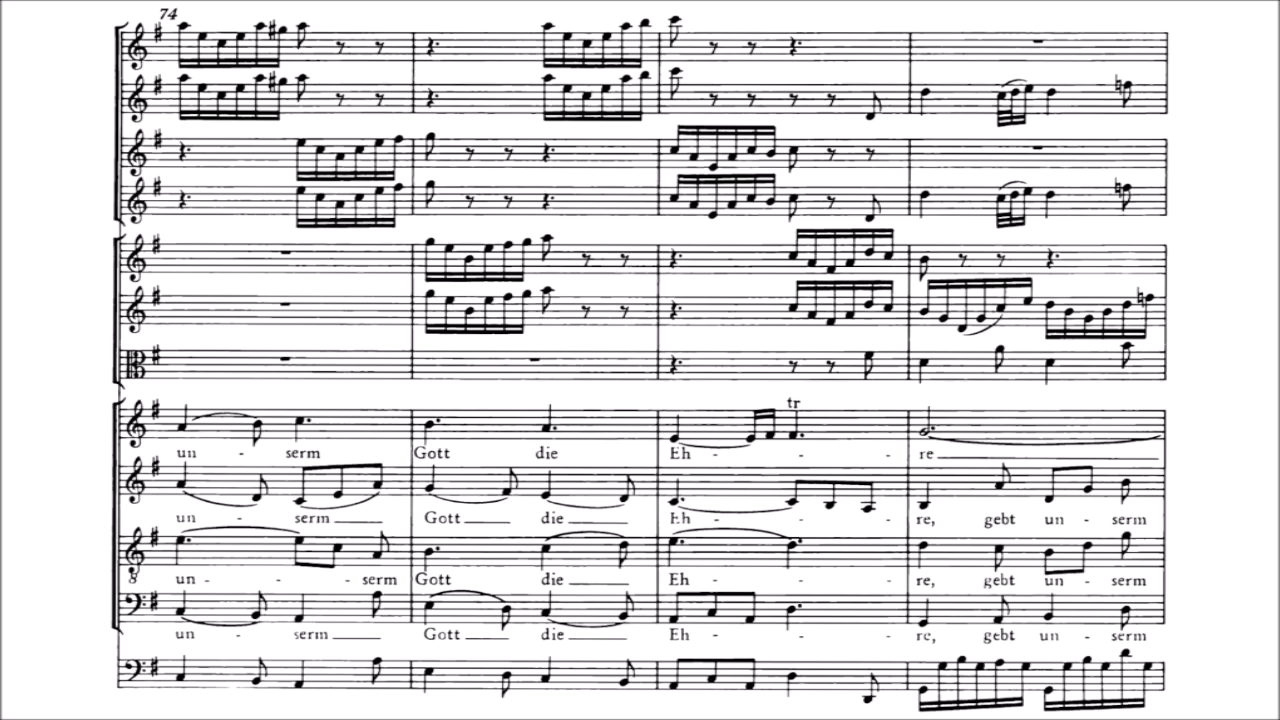 74
tr
un - serm Gott die Eh - - re
un - serm Gott die Eh - - re, gebt un - serm
un - - serm Gott die Eh - - re, gebt un - serm
8
un - serm Gott die Eh - - re, gebt un - serm